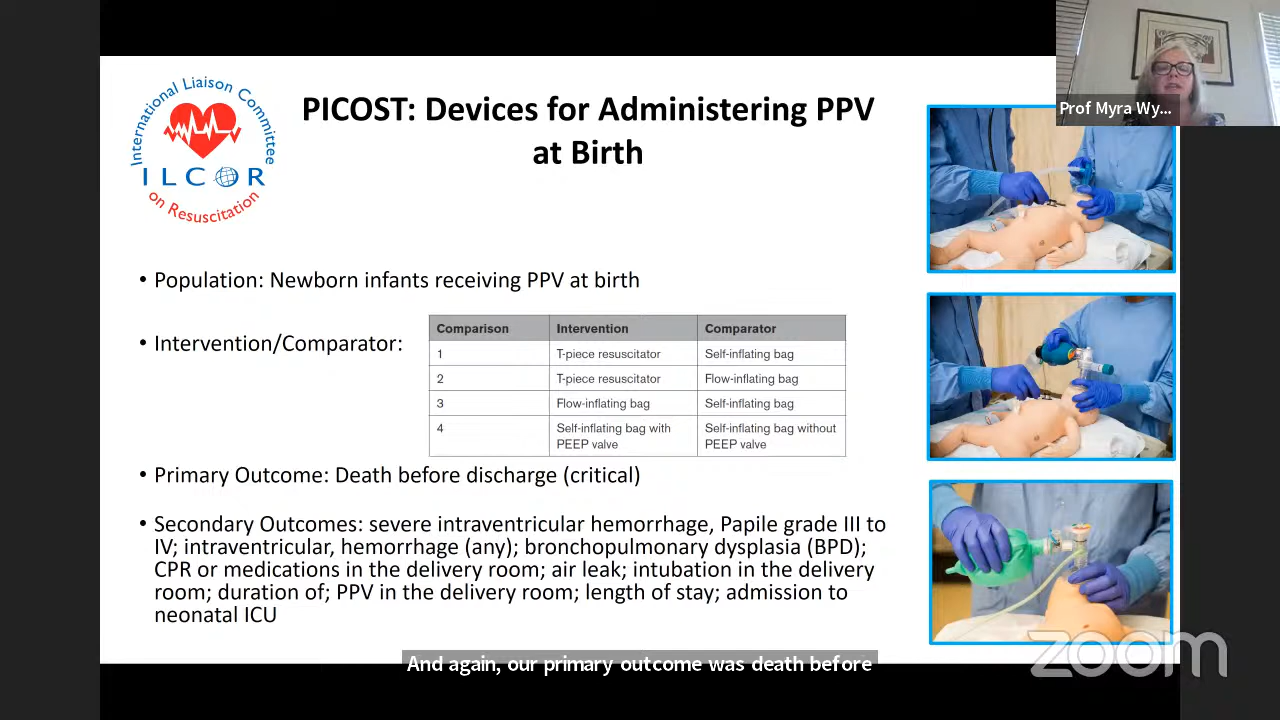 Prof Myra Wy...
International Liaison Committee
ILCOR
on Resuscitation
PICOST: Devices for Administering PPV
at Birth
• Population: Newborn infants receiving PPV at birth
• Intervention/Comparator:
Comparison Intervention Comparator
1 T-piece resuscitator Self-inflating bag
2 T-piece resuscitator Flow-inflating bag
3 Flow-inflating bag Self-inflating bag
4 Self-inflating bag with Self-inflating bag without
PEEP valve PEEP valve
• Primary Outcome: Death before discharge (critical)
• Secondary Outcomes: severe intraventricular hemorrhage, Papile grade III to
IV; intraventricular, hemorrhage (any); bronchopulmonary dysplasia (BPD);
CPR or medications in the delivery room; air leak; intubation in the delivery
room; duration of; PPV in the delivery room; length of stay; admission to
neonatal ICU
And again, our primary outcome was death before
zoom